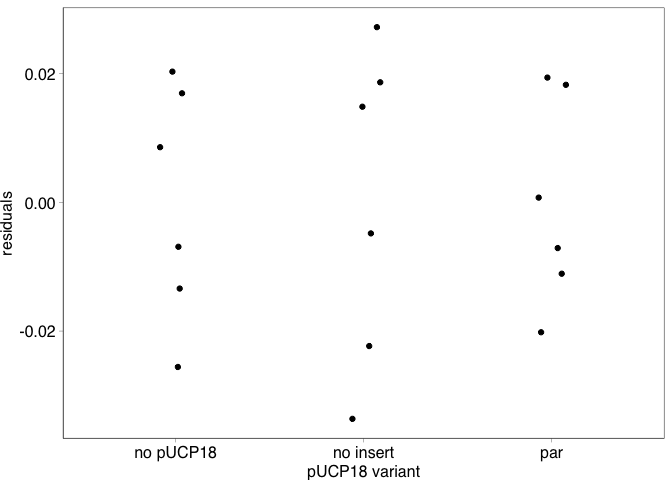 residuals
0.02
0.00
-0.02
no pUCP18 no insert par
pUCP18 variant